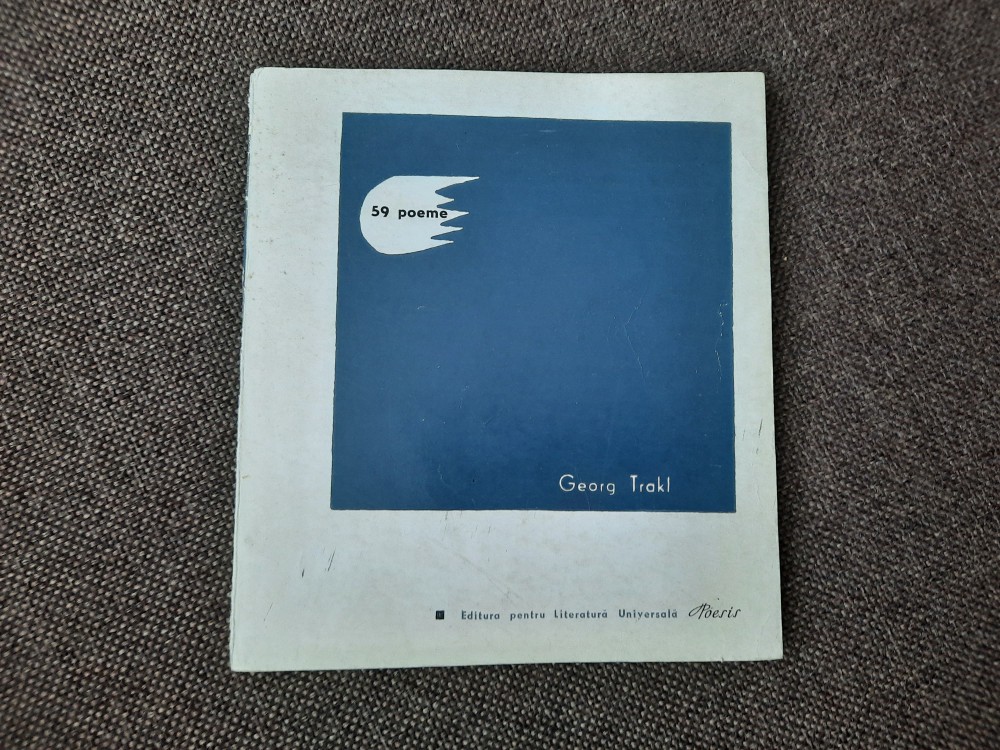 59 poeme
Georg Trakl
Editura pentru Literatură Universală Poesis